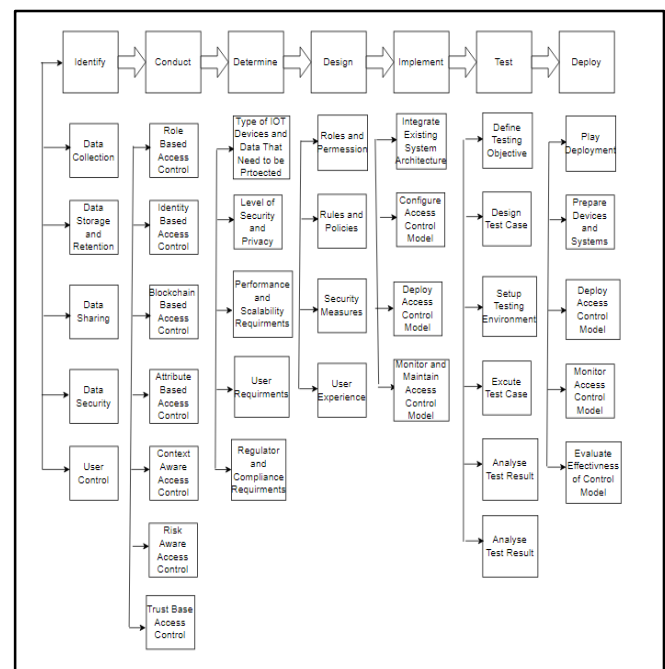 Identify
Conduct
Determine
Design
Implement
Test
Deploy
Data
Collection
Data
Storage
and
Retention
Data
Sharing
Data
Security
User
Control
Role
Based
Access
Control
Identity
Based
Access
Control
Blockchain
Based
Access
Control
Attribute
Based
Access
Control
Context
Aware
Access
Control
Risk
Aware
Access
Control
Trust Base
Access
Control
Type of IOT
Devices and
Data That
Need to be
Prtoected
Level of
Security
and
Privacy
Performance
and
Scalability
Requirments
User
Requirments
Regulator
and
Compliance
Requirments
Roles and
Permession
Rules and
Policies
Security
Measures
User
Experience
Integrate
Existing
System
Architecture
Configure
Access
Control
Model
Deploy
Access
Control
Model
Monitor and
Maintain
Access
Control
Model
Define
Testing
Objective
Design
Test Case
Setup
Testing
Environment
Excute
Test Case
Analyse
Test Result
Analyse
Test Result
Play
Deployment
Prepare
Devices and
Systems
Deploy
Access
Control
Model
Monitor
Access
Control
Model
Evaluate
Effectivness
of Control
Model